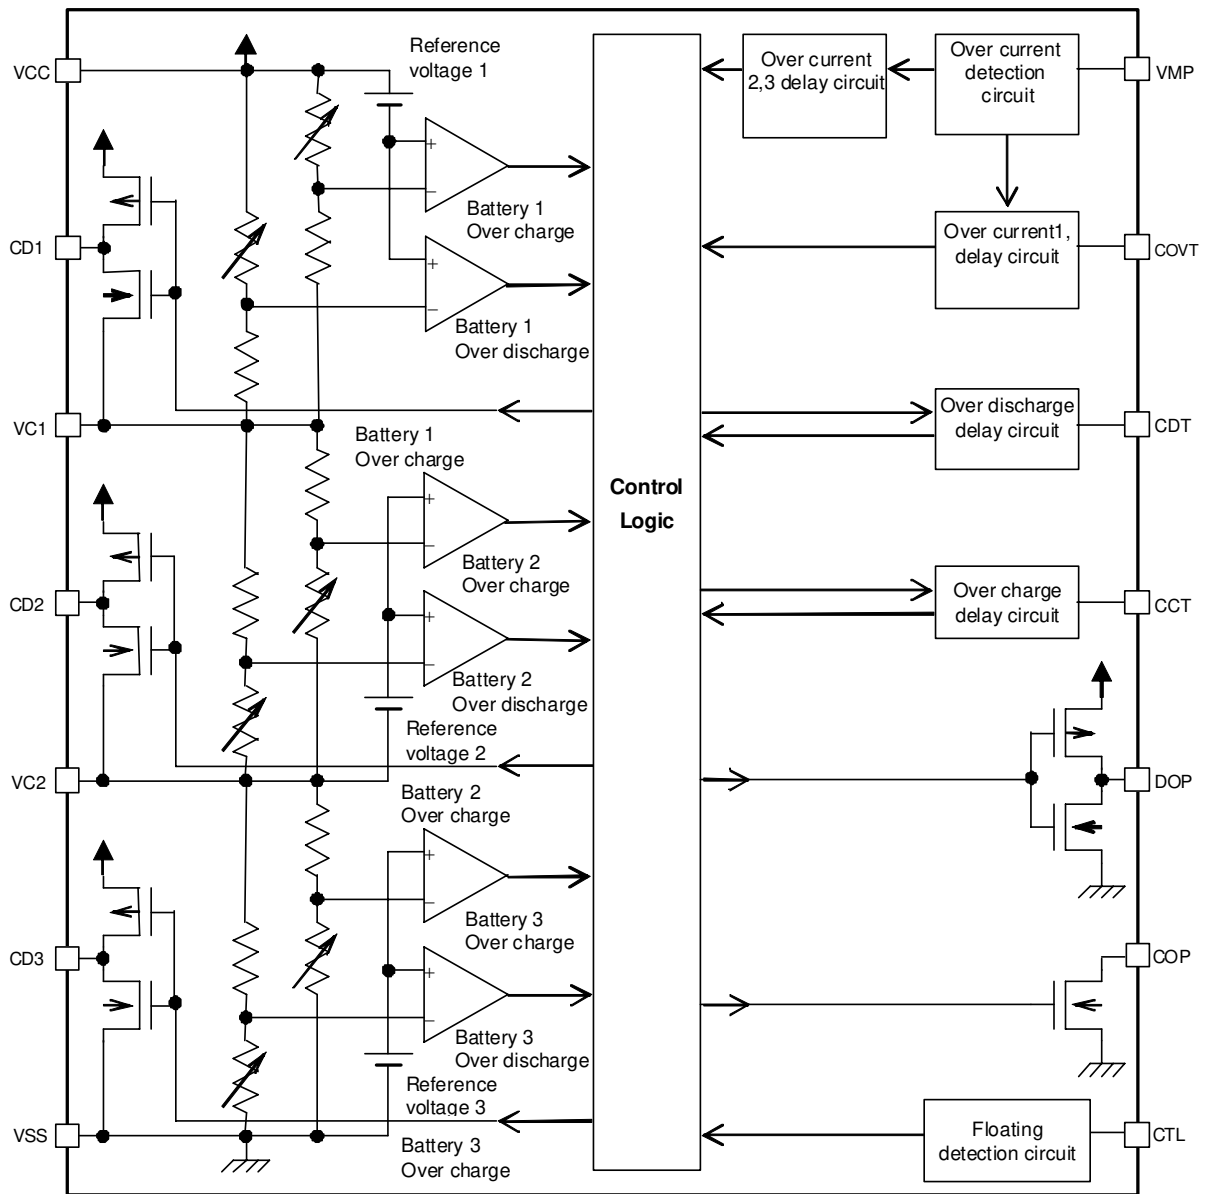 VCC
Reference
voltage 1
Over current
2,3 delay circuit
Over current
detection
circuit
VMP
+
−
Battery 1
Over charge
CD1
+
−
Battery 1
Over discharge
Over current1,
delay circuit
COVT
VC1
Battery 1
Over charge
Over discharge
delay circuit
CDT
Control
Logic
+
−
Battery 2
Over charge
CD2
+
−
Battery 2
Over discharge
Over charge
delay circuit
CCT
Reference
voltage 2
VC2
Battery 2
Over charge
DOP
+
−
Battery 3
Over charge
CD3
+
−
Battery 3
Over discharge
COP
Reference
voltage 3
VSS
Battery 3
Over charge
Floating
detection circuit
CTL